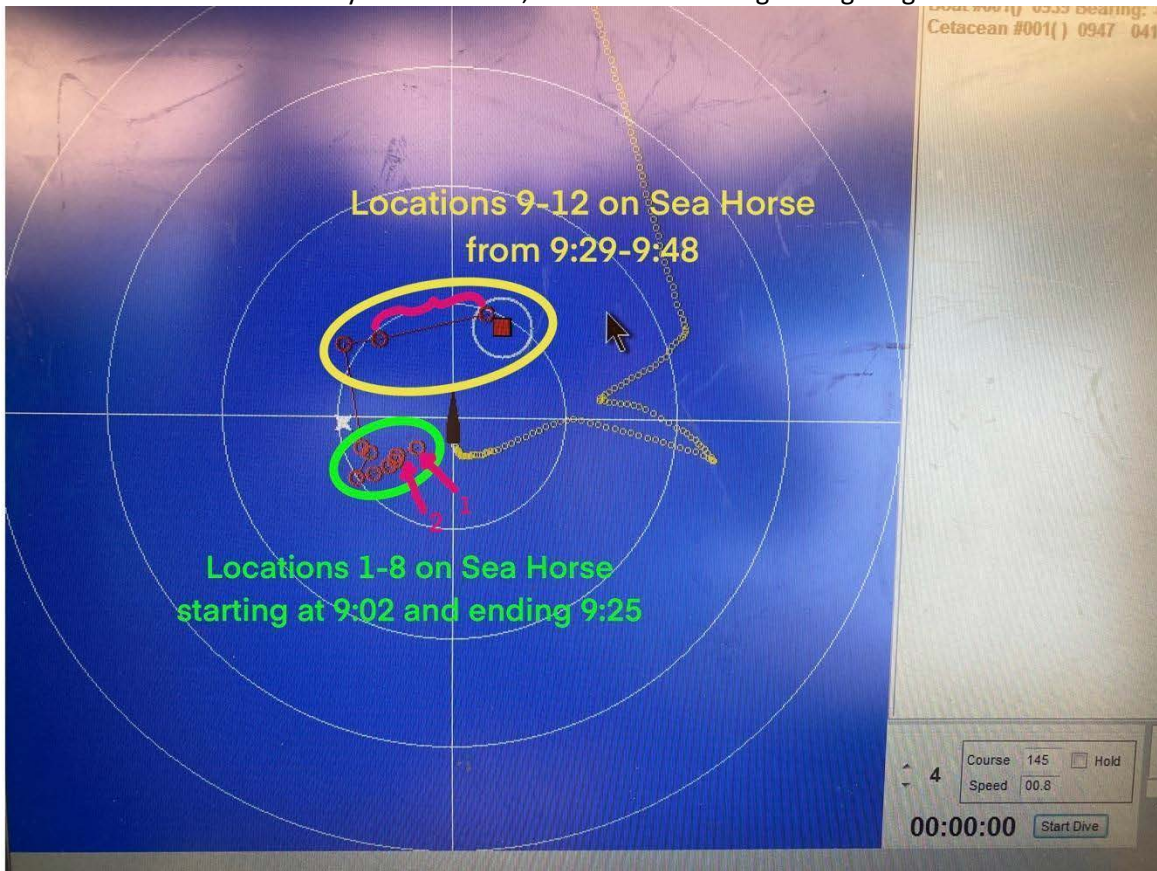 Cetacean #001( ) 0947 041
Locations 9-12 on Sea Horse
from 9:29-9:48
1
2
Locations 1-8 on Sea Horse
starting at 9:02 and ending 9:25
4
Course 145 Hold
Speed 00.8
00:00:00 Start Dive